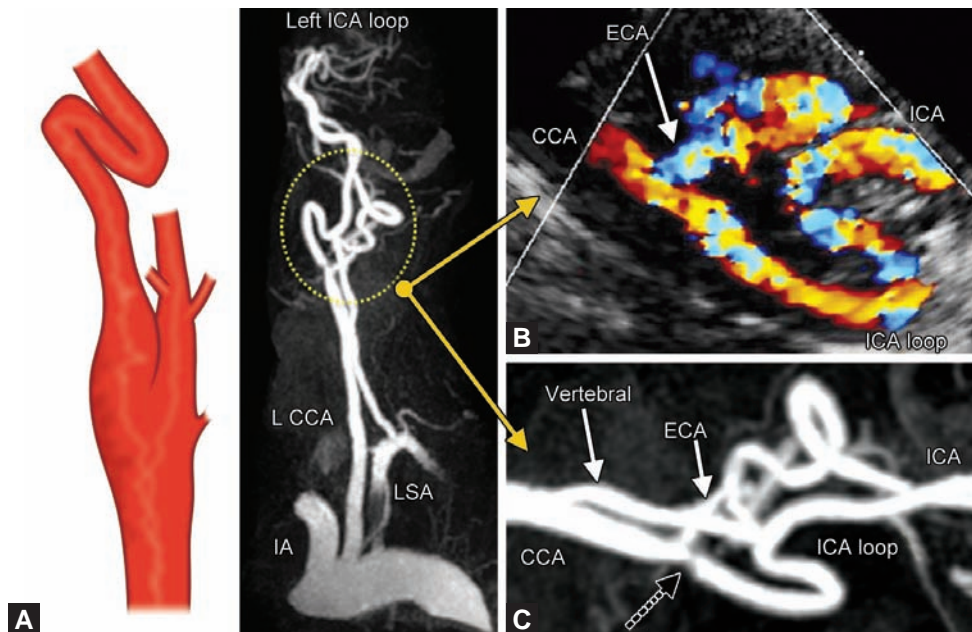 Left ICA loop
L CCA
LSA
IA
A
ECA
CCA
ICA
ICA loop
B
Vertebral
ECA
ICA
CCA
ICA loop
C